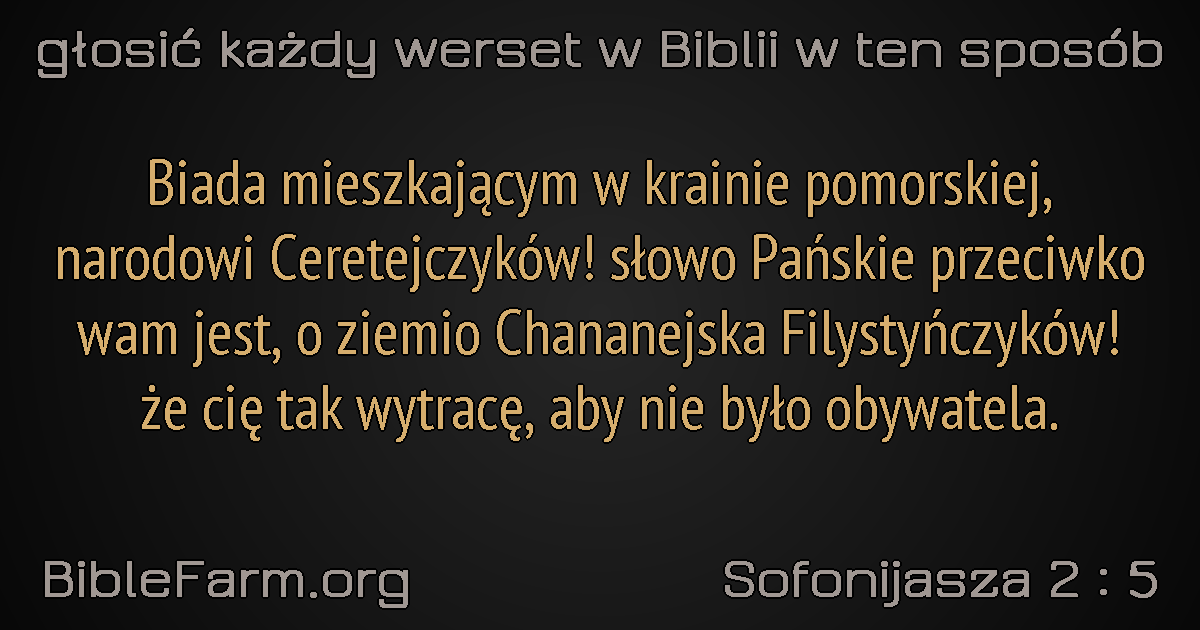 głosić każdy werset w Biblii w ten sposób
Biada mieszkającym w krainie pomorskiej,
narodowi Ceretejczyków! słowo Pańskie przeciwko
wam jest, o ziemio Chananejska Filystyńczyków!
że cię tak wytracę, aby nie było obywatela.
BibleFarm.org
Sofonijasza 2 : 5